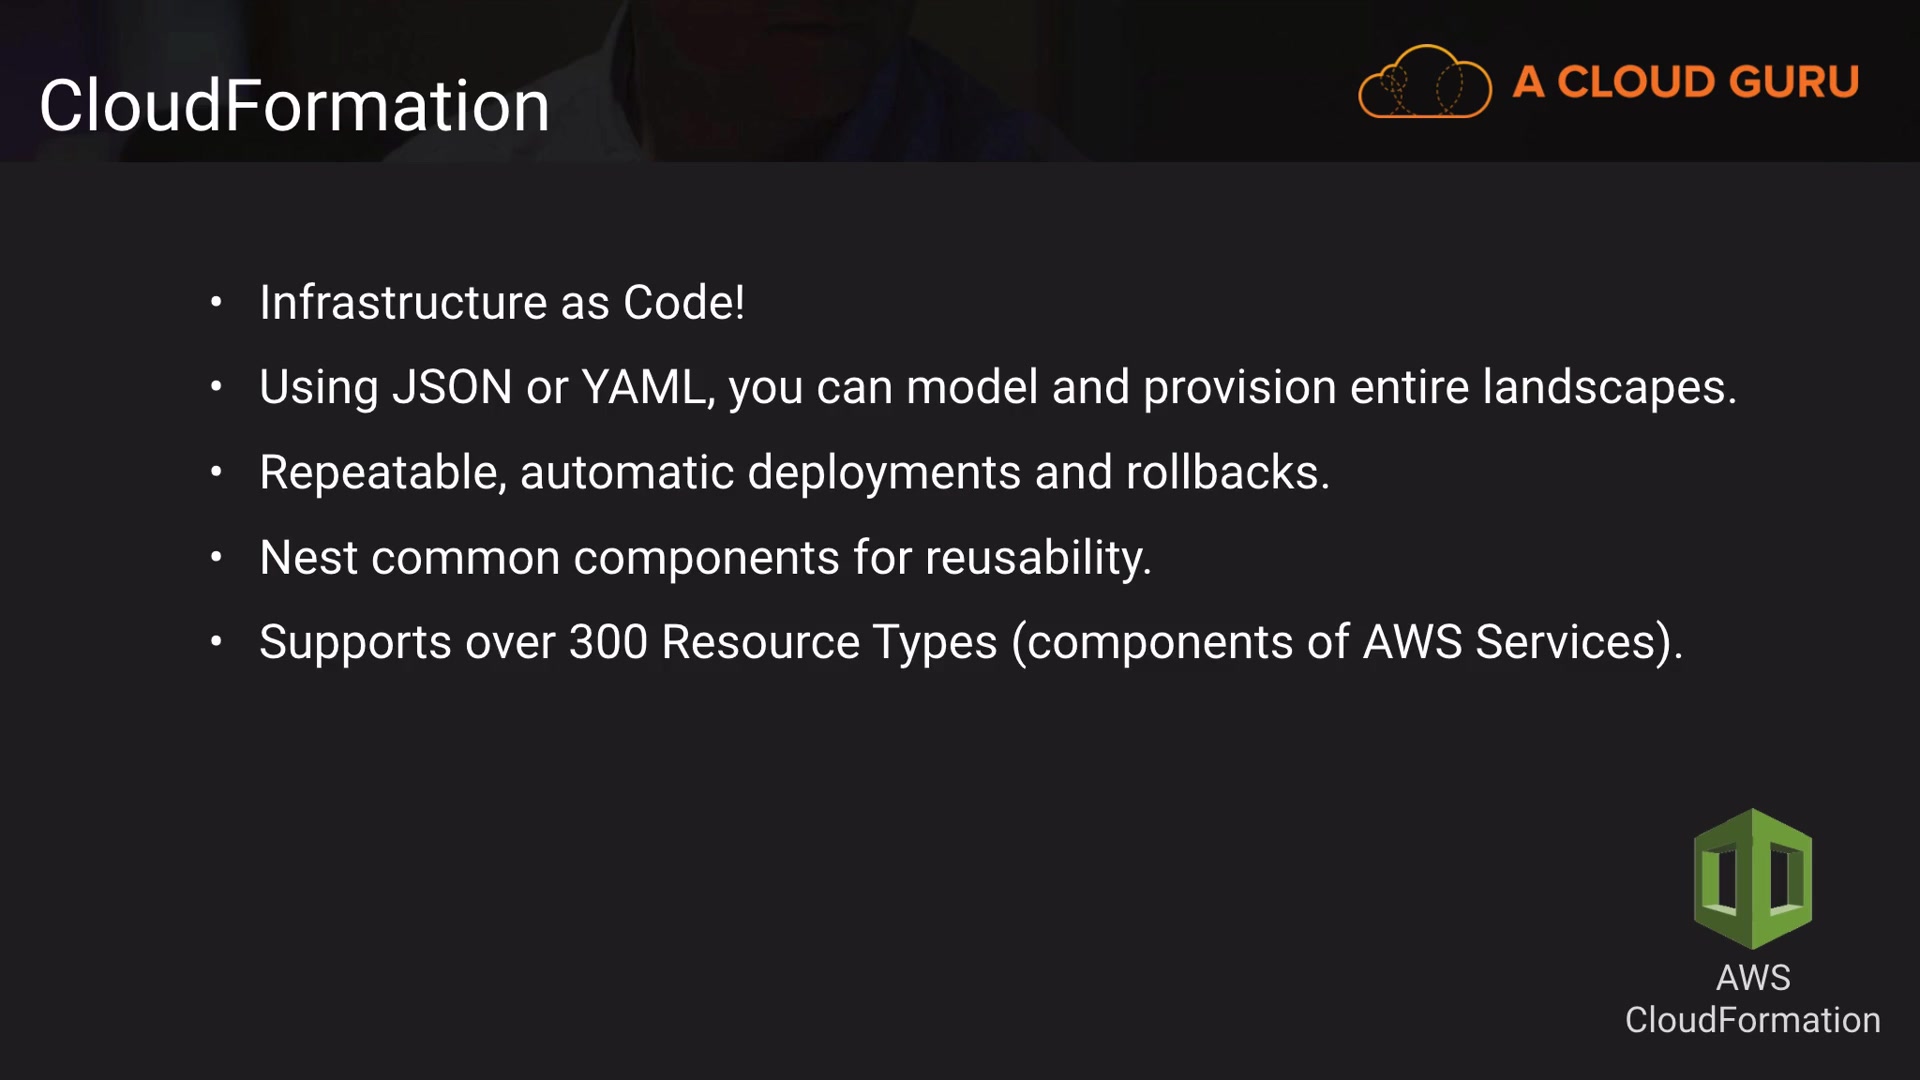 CloudFormation
A CLOUD GURU
• Infrastructure as Code!
• Using JSON or YAML, you can model and provision entire landscapes.
• Repeatable, automatic deployments and rollbacks.
• Nest common components for reusability.
• Supports over 300 Resource Types (components of AWS Services).
AWS
CloudFormation